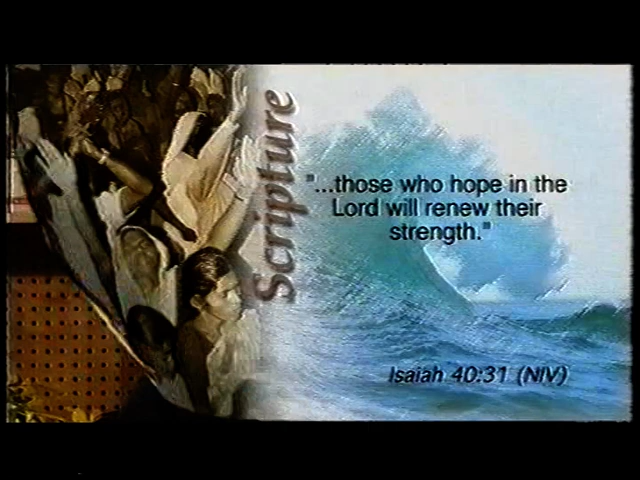 Scripture
"...those who hope in the
Lord will renew their
strength."
Isaiah 40:31 (NIV)